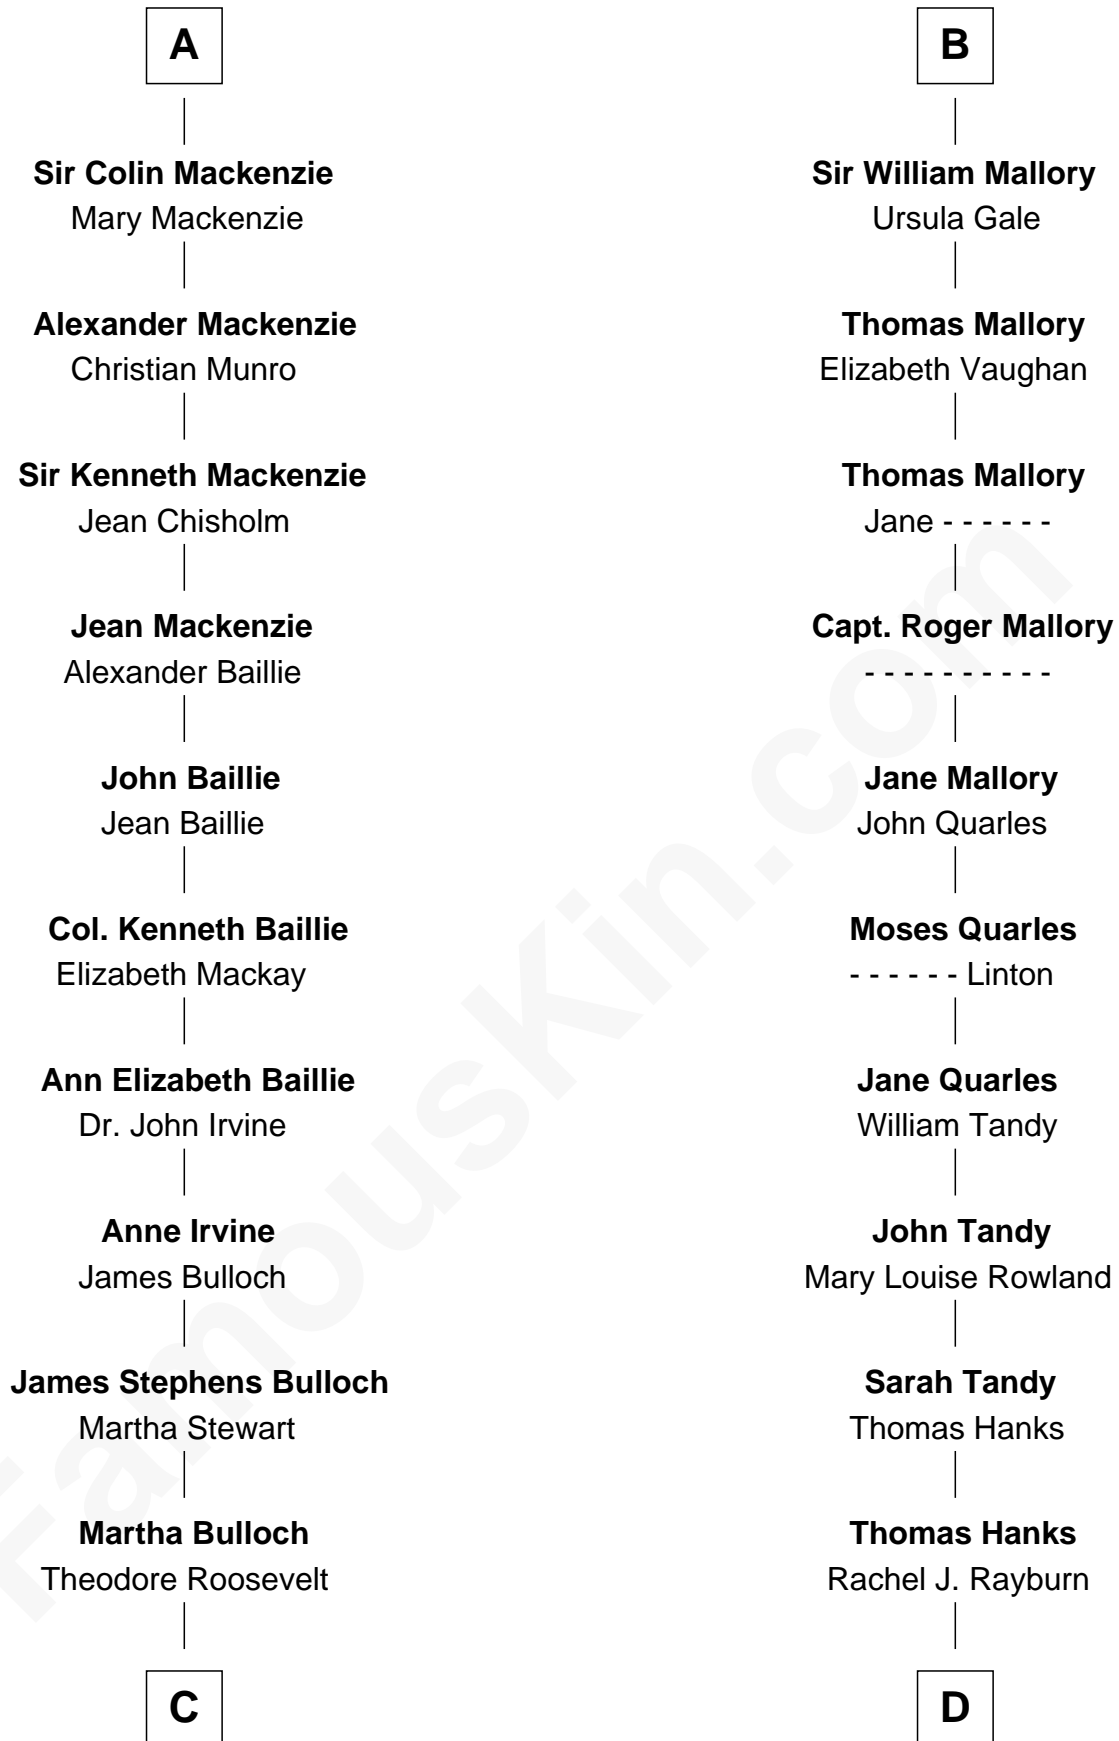 A
Sir Colin Mackenzie
Mary Mackenzie
Alexander Mackenzie
Christian Munro
Sir Kenneth Mackenzie
Jean Chisholm
Jean Mackenzie
Alexander Baillie
John Baillie
Jean Baillie
Col. Kenneth Baillie
Elizabeth Mackay
Ann Elizabeth Baillie
Dr. John Irvine
Anne Irvine
James Bulloch
James Stephens Bulloch
Martha Stewart
Martha Bulloch
Theodore Roosevelt
C
B
Sir William Mallory
Ursula Gale
Thomas Mallory
Elizabeth Vaughan
Thomas Mallory
Jane - - - - - -
Capt. Roger Mallory
- - - - - - - - - -
Jane Mallory
John Quarles
Moses Quarles
- - - - - - Linton
Jane Quarles
William Tandy
John Tandy
Mary Louise Rowland
Sarah Tandy
Thomas Hanks
Thomas Hanks
Rachel J. Rayburn
D
FamousKin.com